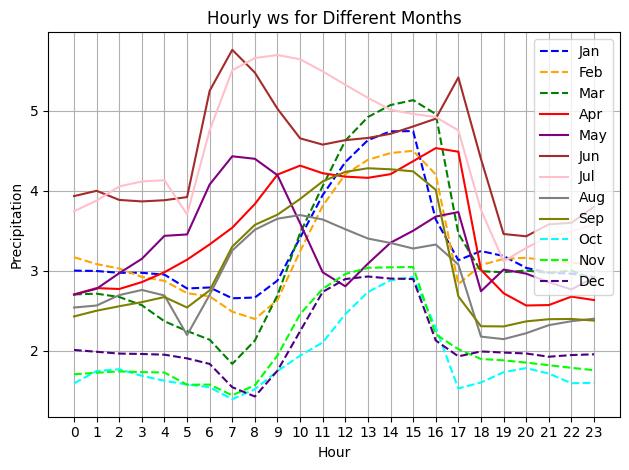 Hourly ws for Different Months
Precipitation
5
4
3
2
0 1 2 3 4 5 6 7 8 9 10 11 12 13 14 15 16 17 18 19 20 21 22 23
Hour
Jan
Feb
Mar
Apr
May
Jun
Jul
Aug
Sep
Oct
Nov
Dec